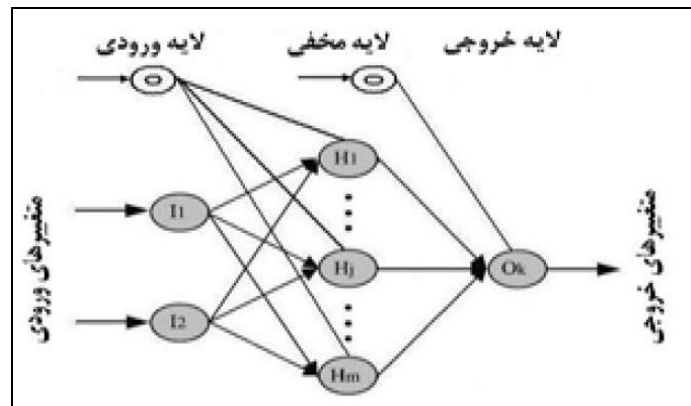 لایه ورودی
لایه مخفی
لایه خروجی
H1
I1
Hj
Ok
I2
Hm
متغیرهای ورودی
متغیرهای خروجی